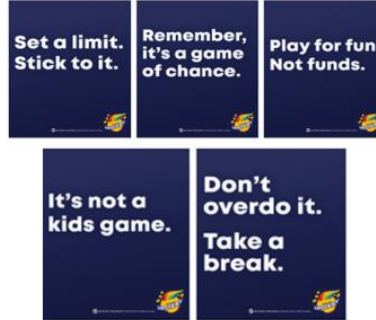 Set a limit.
Stick to it.
Remember,
it's a game
of chance.
Play for fun
Not funds.
It's not a
kids game.
Don't
overdo it.
Take a
break.